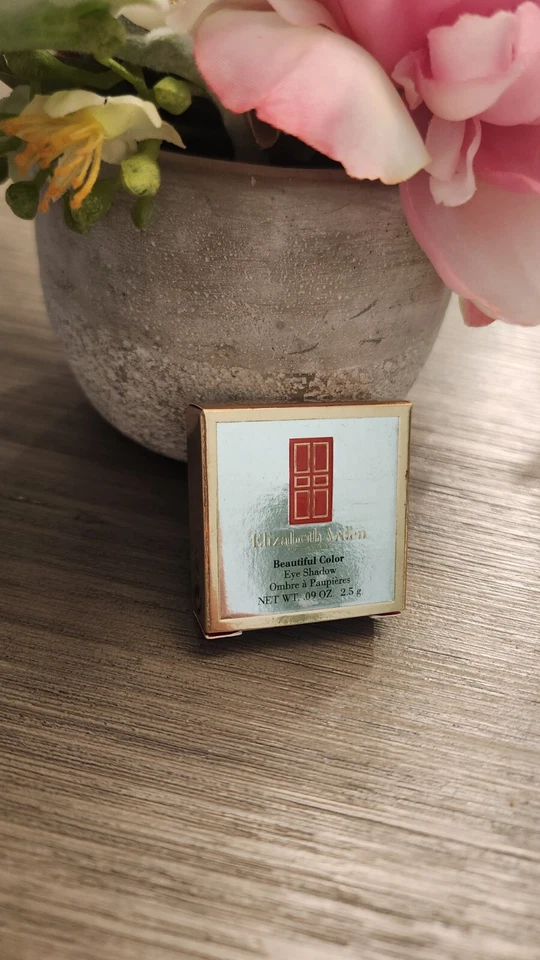 Elizabeth Arden
Beautiful Color
Eye Shadow
Ombre à Paupières
NET WT. .09 OZ. 2.5 g